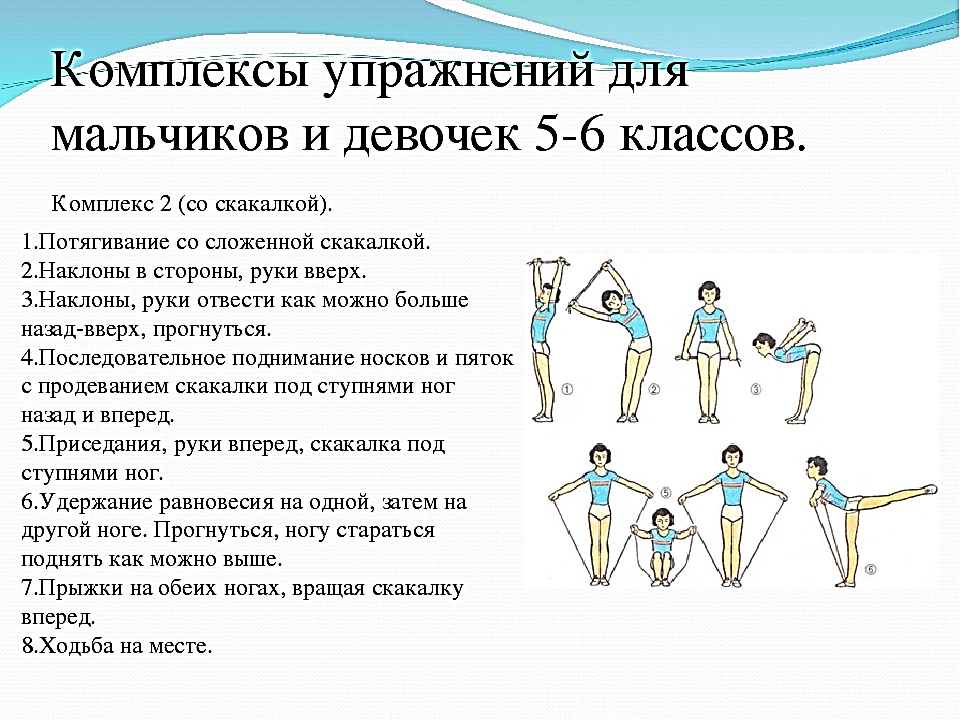 Комплексы упражнений для
мальчиков и девочек 5-6 классов.
Комплекс 2 (со скакалкой).
1.Потягивание со сложенной скакалкой.
2.Наклоны в стороны, руки вверх.
3.Наклоны, руки отвести как можно больше
назад-вверх, прогнуться.
4.Последовательное поднимание носков и пяток
с продеванием скакалки под ступнями ног
назад и вперед.
5.Приседания, руки вперед, скакалка под
ступнями ног.
6.Удержание равновесия на одной, затем на
другой ноге. Прогнуться, ногу стараться
поднять как можно выше.
7.Прыжки на обеих ногах, вращая скакалку
вперед.
8.Ходьба на месте.
① ② ③
⑤
⑥